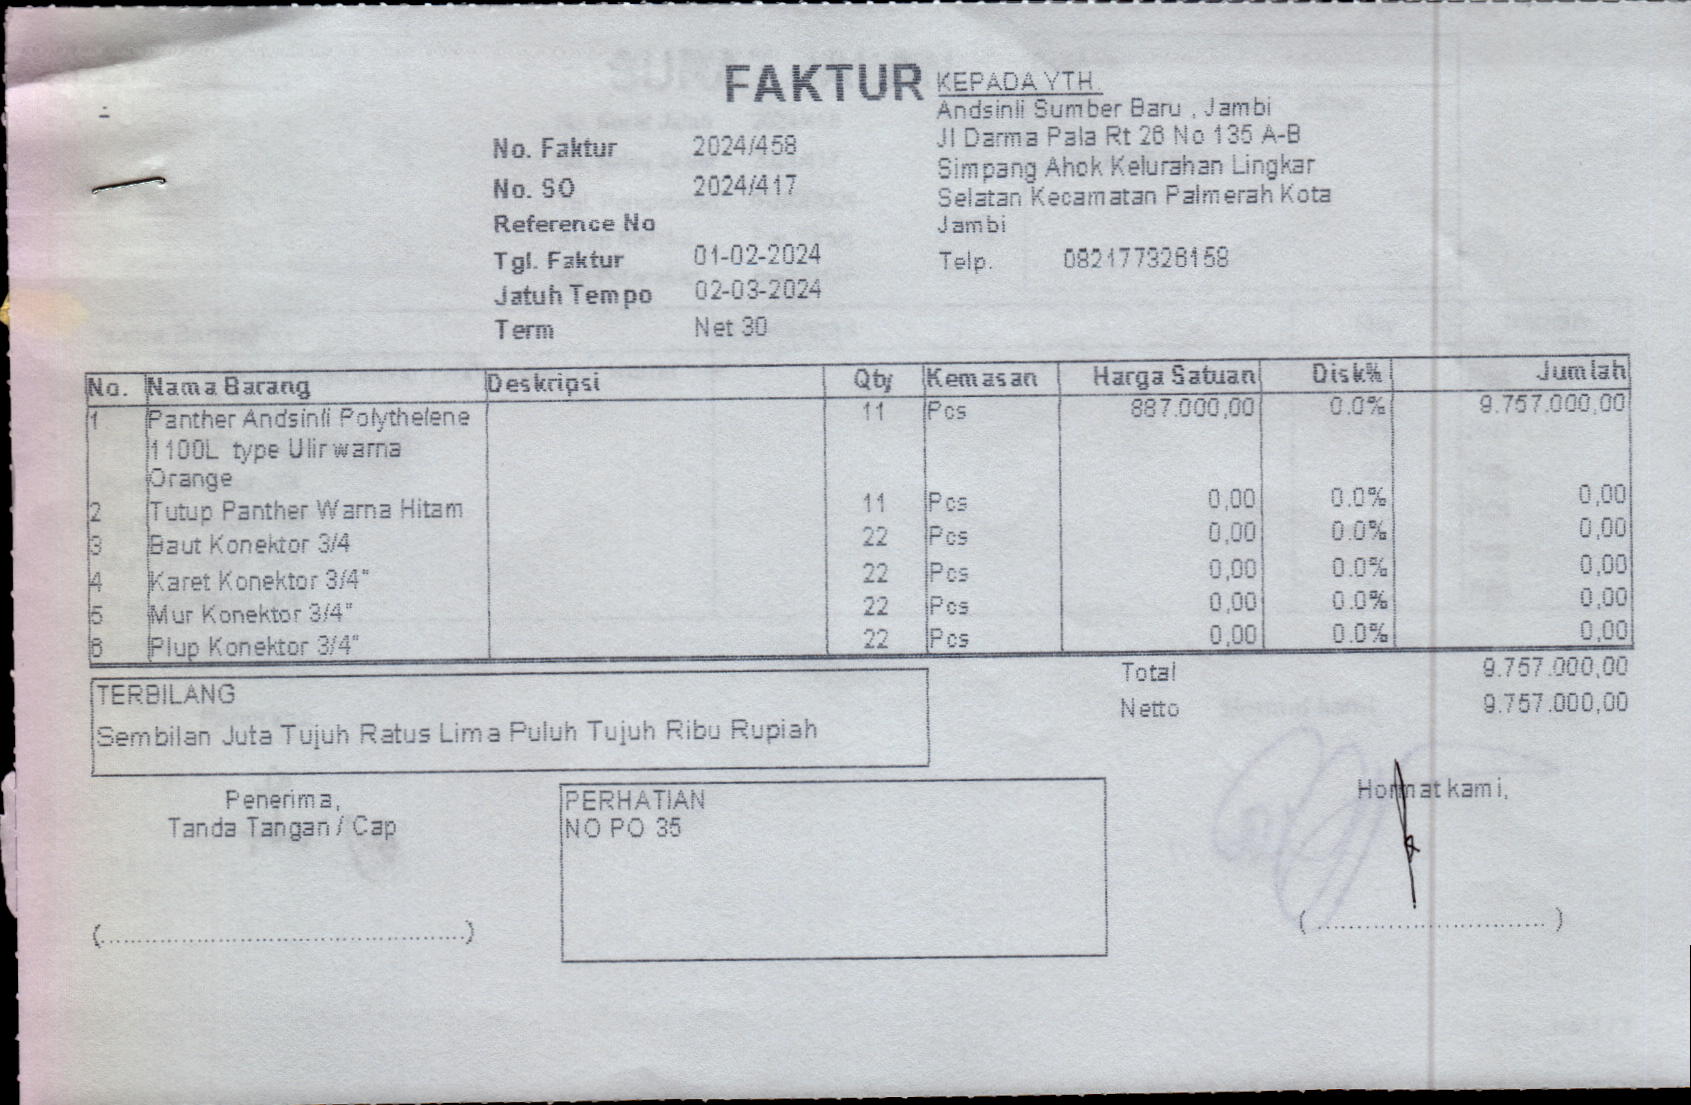 FAKTUR
KEPADA YTH.
Andsinli Sumber Baru , Jambi
Jl Darma Pala Rt 26 No 135 A-B
Simpang Ahok Kelurahan Lingkar
Selatan Kecamatan Palmerah Kota
Jambi
Telp. 082177326158
No. Faktur 2024/458
No. SO 2024/417
Reference No
Tgl. Faktur 01-02-2024
Jatuh Tempo 02-03-2024
Term Net 30
No. Nama Barang Deskripsi Qty Kemasan Harga Satuan Disk% Jumlah
1 Panther Andsinli Polythelene 11 Pcs 887.000,00 0.0% 9.757.000,00
1100L type Ulir warna
Orange
2 Tutup Panther Warna Hitam 11 Pcs 0,00 0.0% 0,00
3 Baut Konektor 3/4 22 Pcs 0,00 0.0% 0,00
4 Karet Konektor 3/4" 22 Pcs 0,00 0.0% 0,00
5 Mur Konektor 3/4" 22 Pcs 0,00 0.0% 0,00
6 Plup Konektor 3/4" 22 Pcs 0,00 0.0% 0,00
Total 9.757.000,00
Netto 9.757.000,00
TERBILANG
Sembilan Juta Tujuh Ratus Lima Puluh Tujuh Ribu Rupiah
Penerima,
Tanda Tangan / Cap
(..............................................)
PERHATIAN
NO PO 35
Hormat kami,
( ............................. )